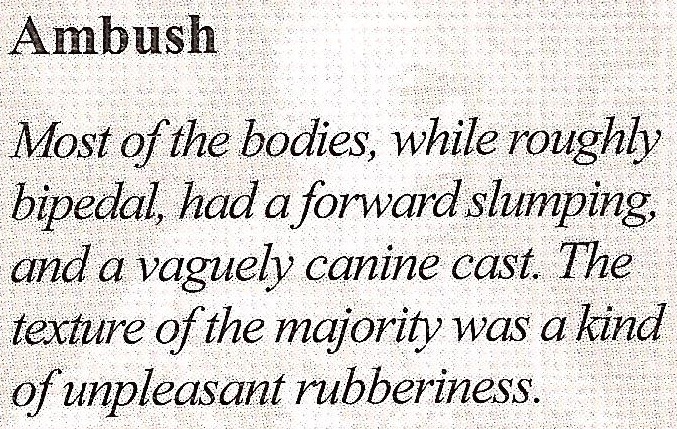 Ambush
Most of the bodies, while roughly
bipedal, had a forward slumping,
and a vaguely canine cast. The
texture of the majority was a kind
of unpleasant rubberiness.